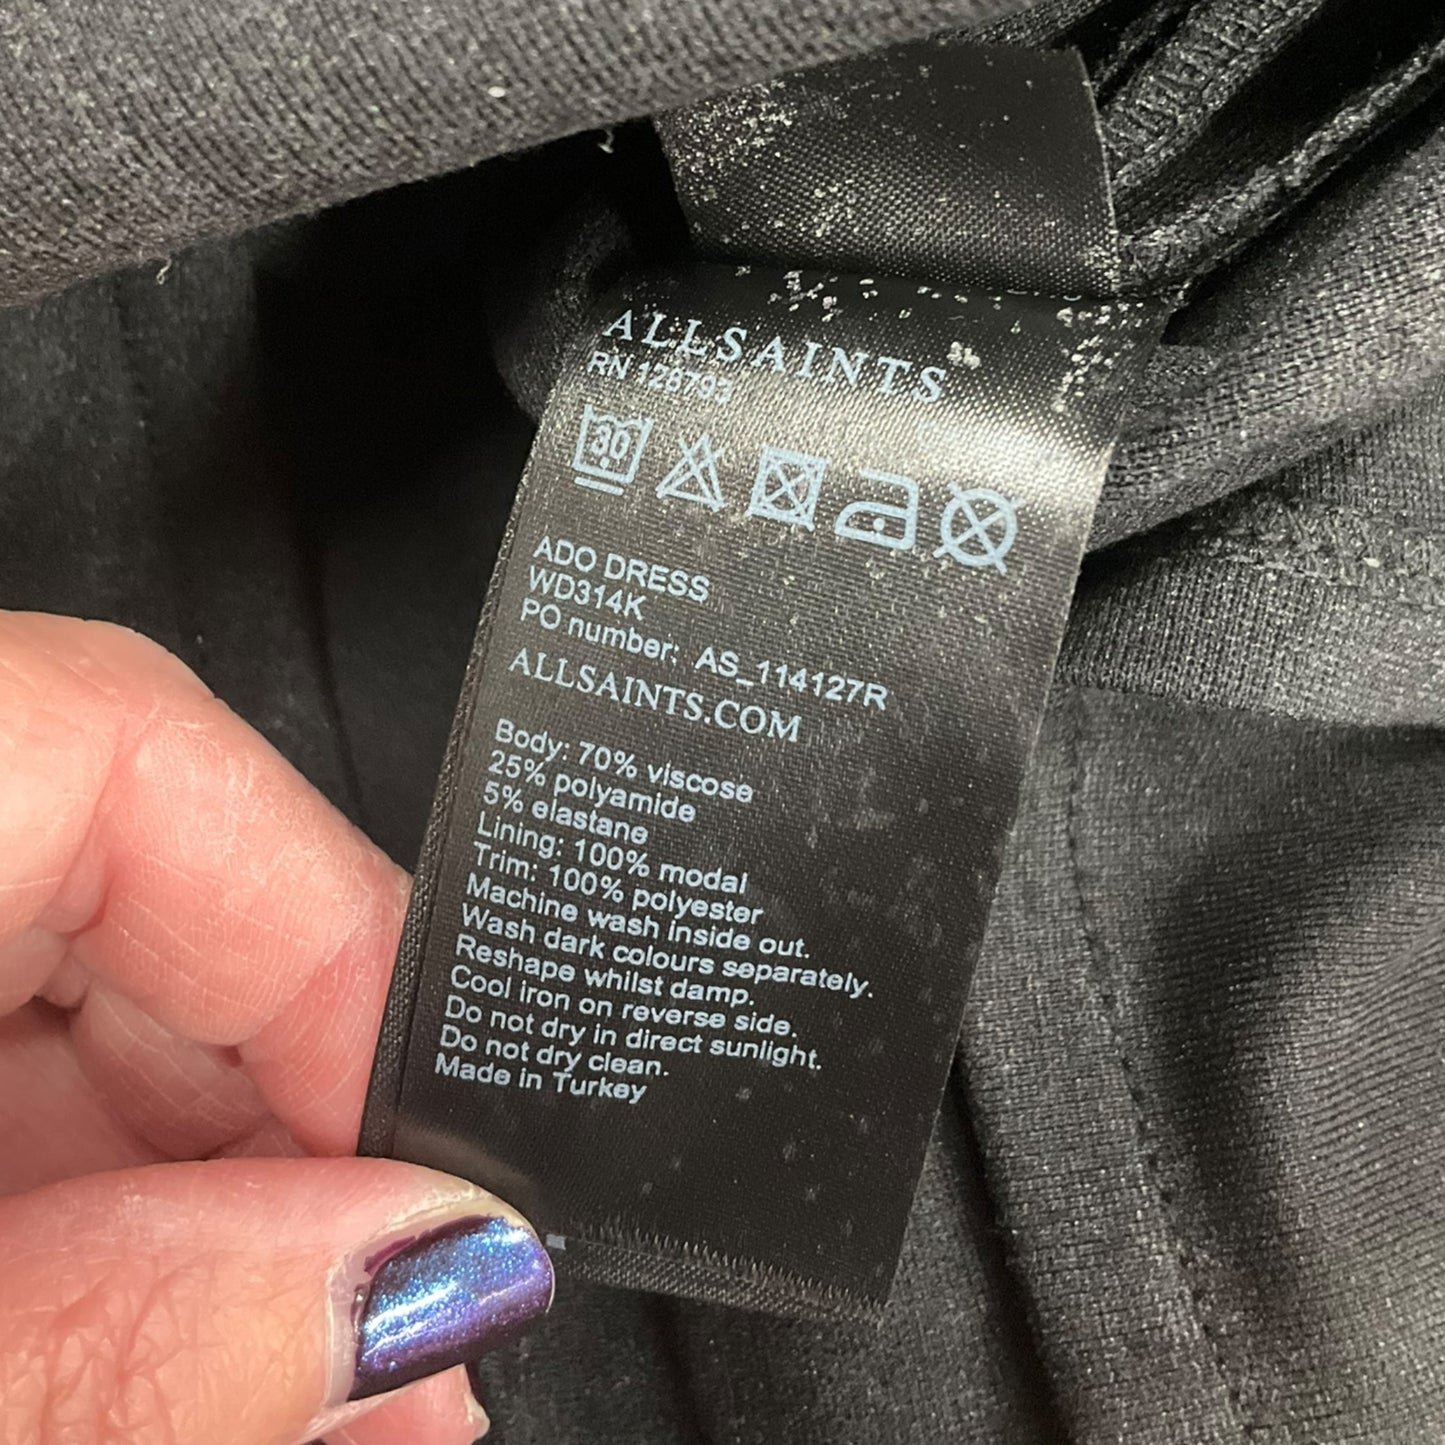 ALLSAINTS
RN 128793
30
ADO DRESS
WD314K
PO number: AS_114127R
ALLSAINTS.COM
Body: 70% viscose
25% polyamide
5% elastane
Lining: 100% modal
Trim: 100% polyester
Machine wash inside out.
Wash dark colours separately.
Reshape whilst damp.
Cool iron on reverse side.
Do not dry in direct sunlight.
Do not dry clean.
Made in Turkey